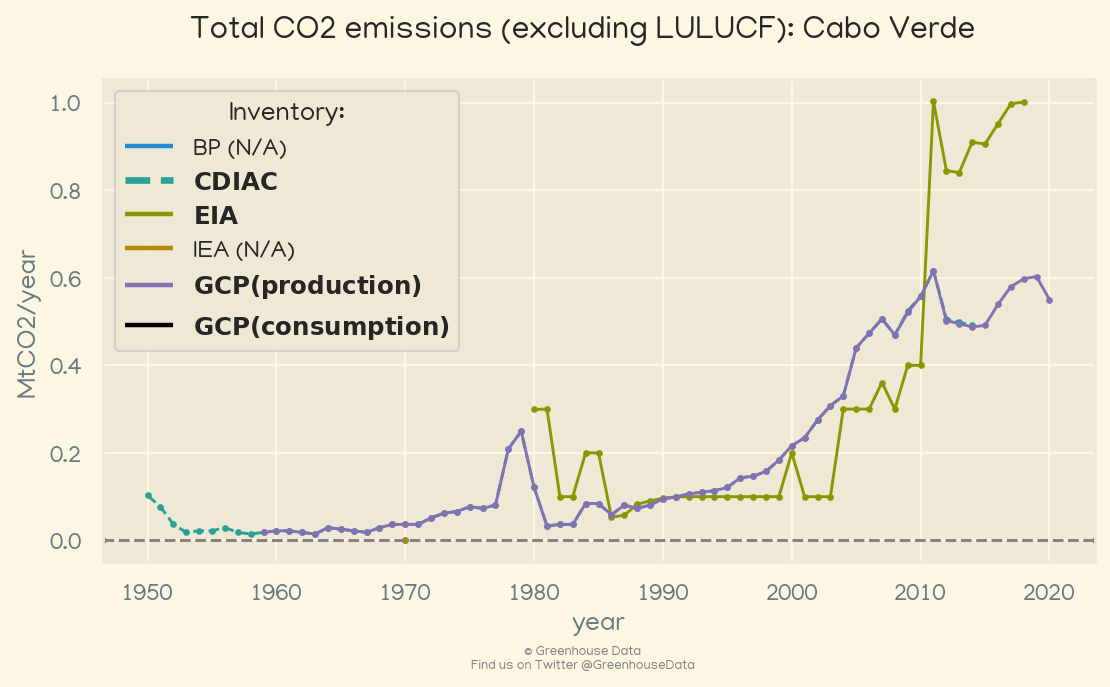 Total CO2 emissions (excluding LULUCF): Cabo Verde
Inventory:
BP (N/A)
CDIAC
EIA
IEA (N/A)
GCP(production)
GCP(consumption)
MtCO2/year
1.0
0.8
0.6
0.4
0.2
0.0
1950 1960 1970 1980 1990 2000 2010 2020
year
© Greenhouse Data
Find us on Twitter @GreenhouseData